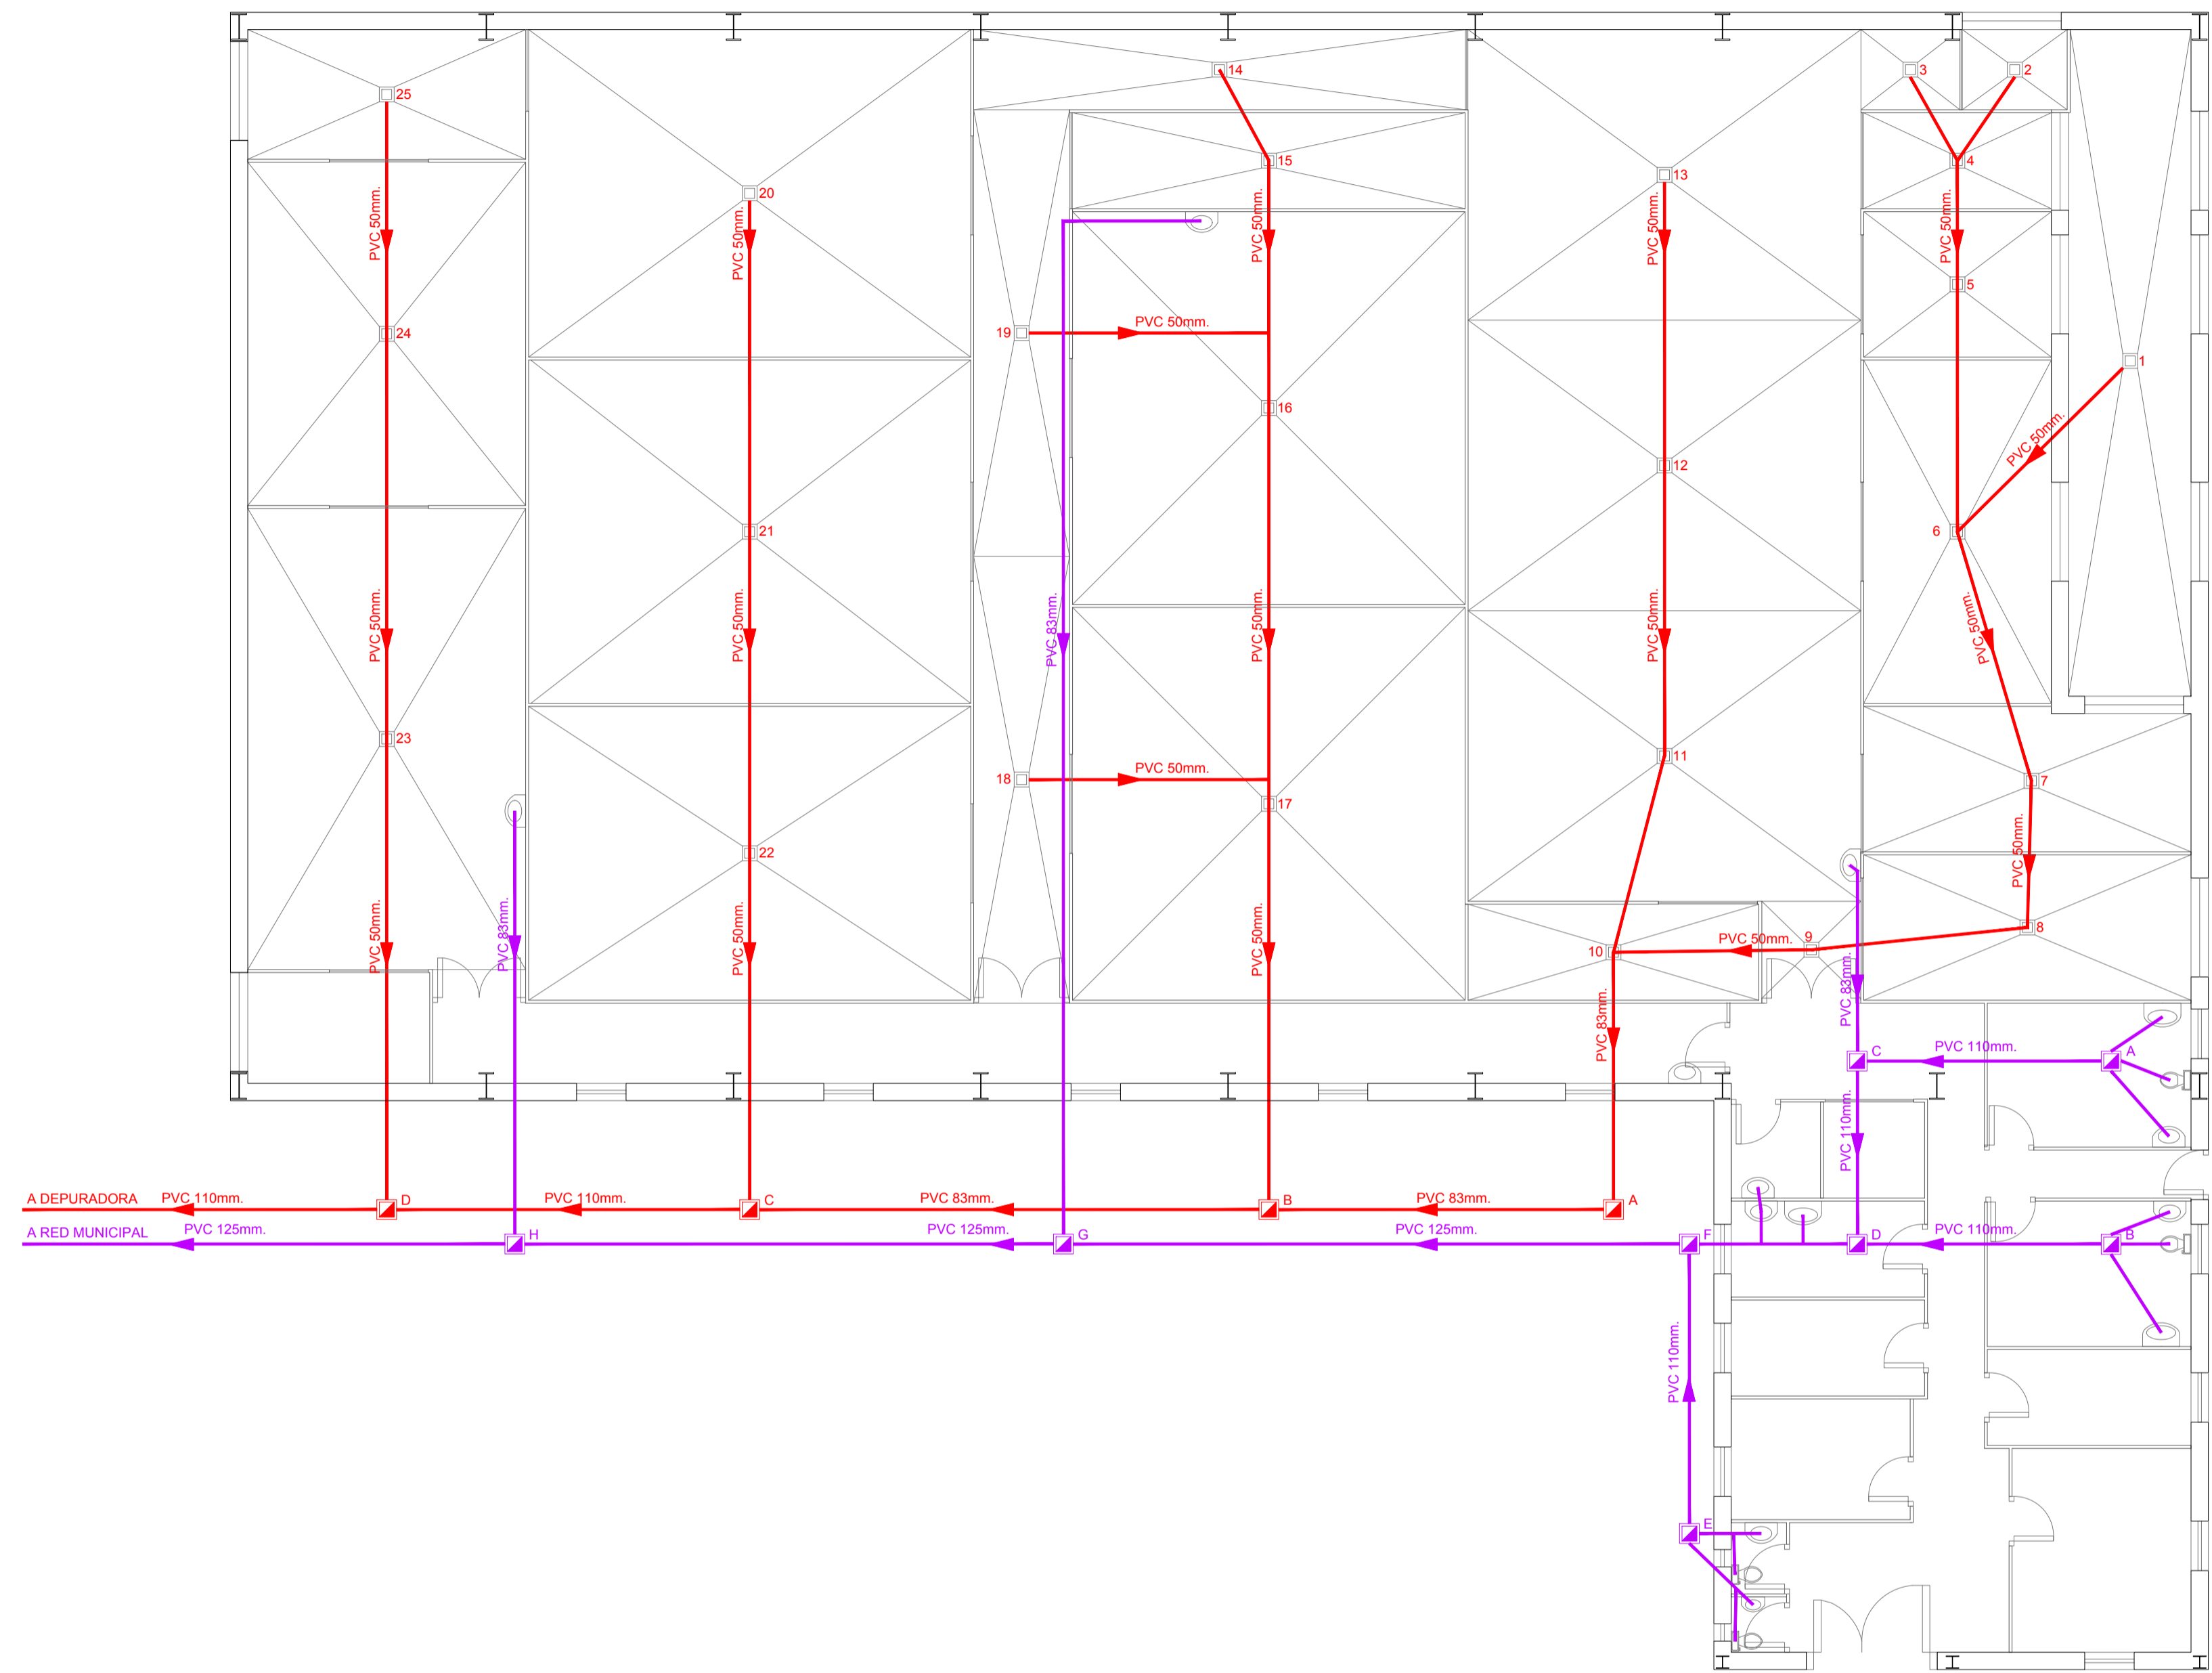 3
2
14
25
15
4
13
20
PVC 50mm.
PVC 50mm.
PVC 50mm.
PVC 50mm.
PVC 50mm.
5
24
19
PVC 50mm.
1
16
PVC 50mm.
12
21
6
PVC 50mm.
PVC 50mm.
PVC 83mm.
PVC 50mm.
PVC 50mm.
PVC 50mm.
23
11
18
PVC 50mm.
7
17
22
PVC 50mm.
8
PVC 50mm.
PVC 83mm.
PVC 50mm.
PVC 50mm.
10
PVC 50mm.
9
PVC 83mm.
PVC 83mm.
C
PVC 110mm.
A
PVC 110mm.
A DEPURADORA
PVC 110mm.
D
PVC 110mm.
C
PVC 83mm.
B
PVC 83mm.
A
A RED MUNICIPAL
PVC 125mm.
H
PVC 125mm.
G
PVC 125mm.
F
D
PVC 110mm.
B
PVC 110mm.
E